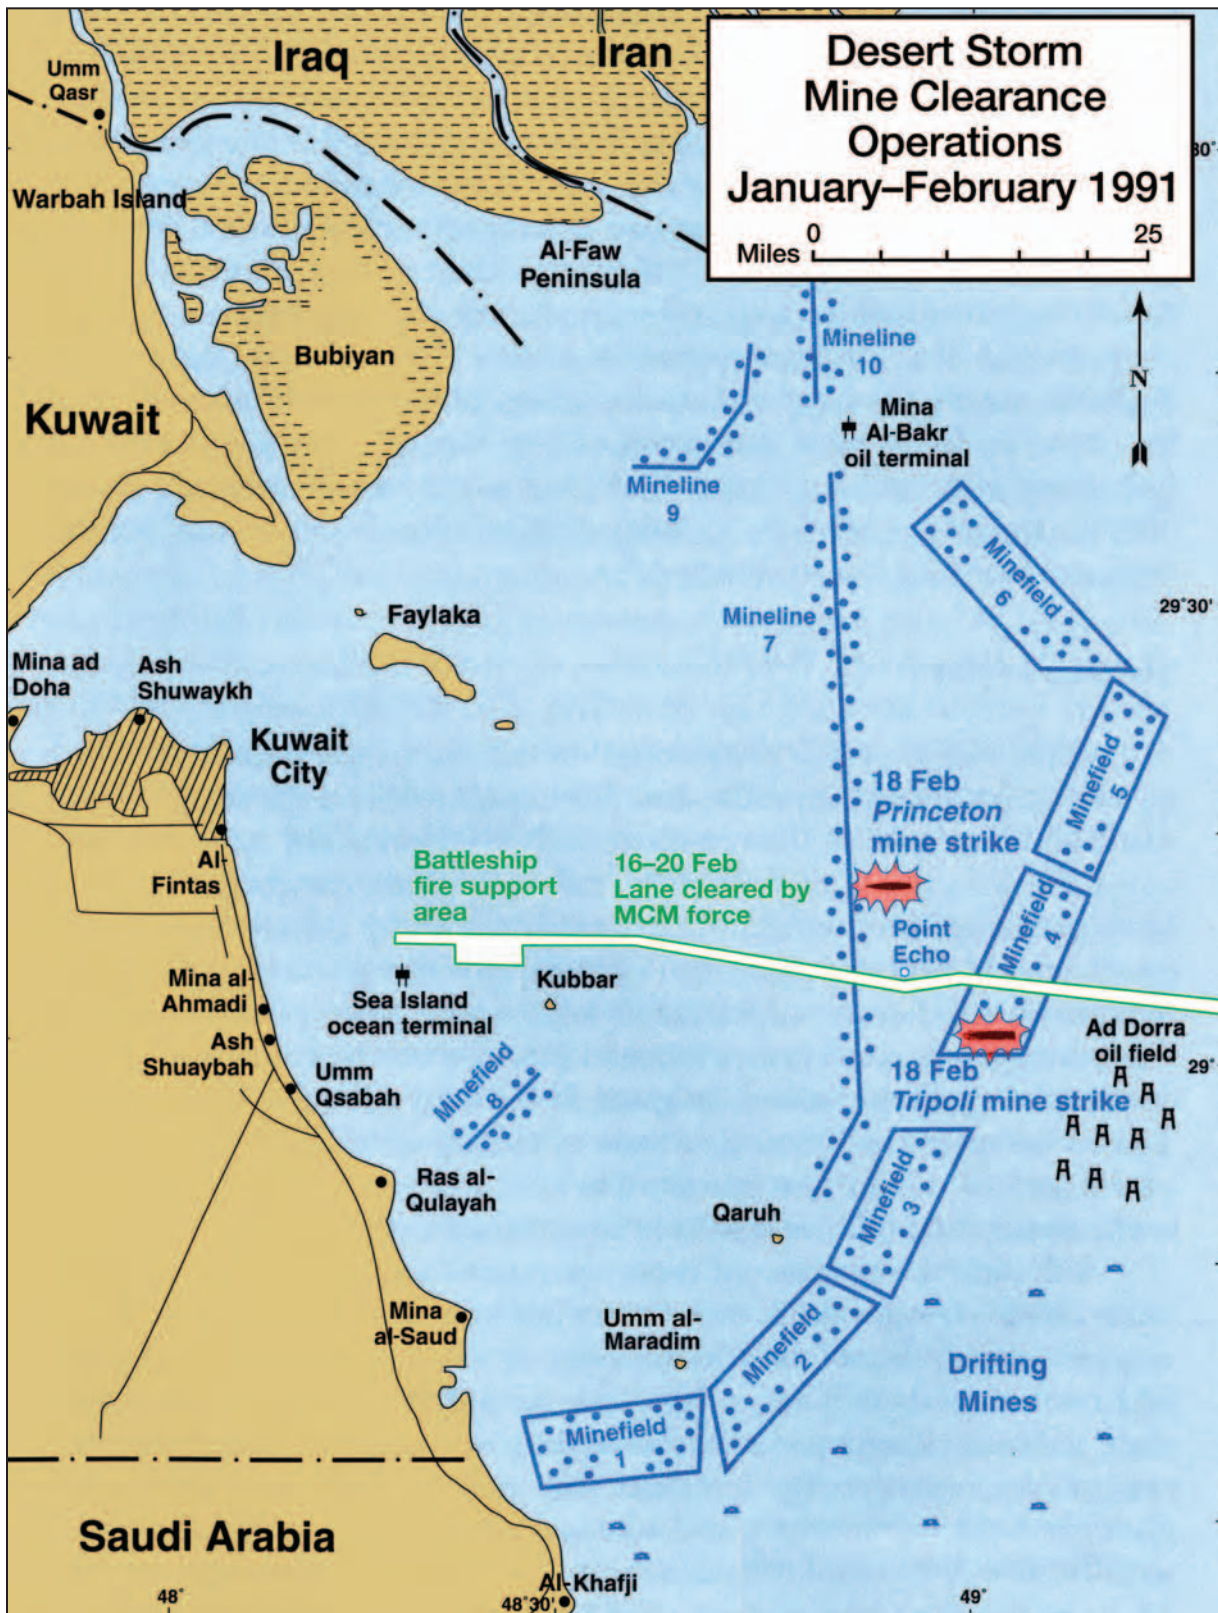 Desert Storm
Mine Clearance
Operations
January–February 1991
0
25
Miles
Iraq
Iran
Umm
Qasr
30°
Warbah Island
Al-Faw
Peninsula
Bubiyan
Mineline
10
N
Kuwait
Mina
Al-Bakr
oil terminal
Mineline
9
Minefield
6
Mineline
7
29°30'
Faylaka
Mina ad
Doha
Ash
Shuwaykh
Kuwait
City
Minefield
5
18 Feb
Princeton
mine strike
Al-
Fintas
Battleship
fire support
area
16–20 Feb
Lane cleared by
MCM force
Minefield
4
Point
Echo
Mina al-
Ahmadi
Kubbar
Sea Island
ocean terminal
Ad Dorra
oil field
Ash
Shuaybah
29°
Umm
Qsabah
Minefield
8
18 Feb
Tripoli mine strike
Ras al-
Qulayah
Minefield
3
Qaruh
Mina
al-Saud
Umm al-
Maradim
Minefield
2
Drifting
Mines
Minefield
1
Saudi Arabia
Al-Khafji
48°
48°30'
49°